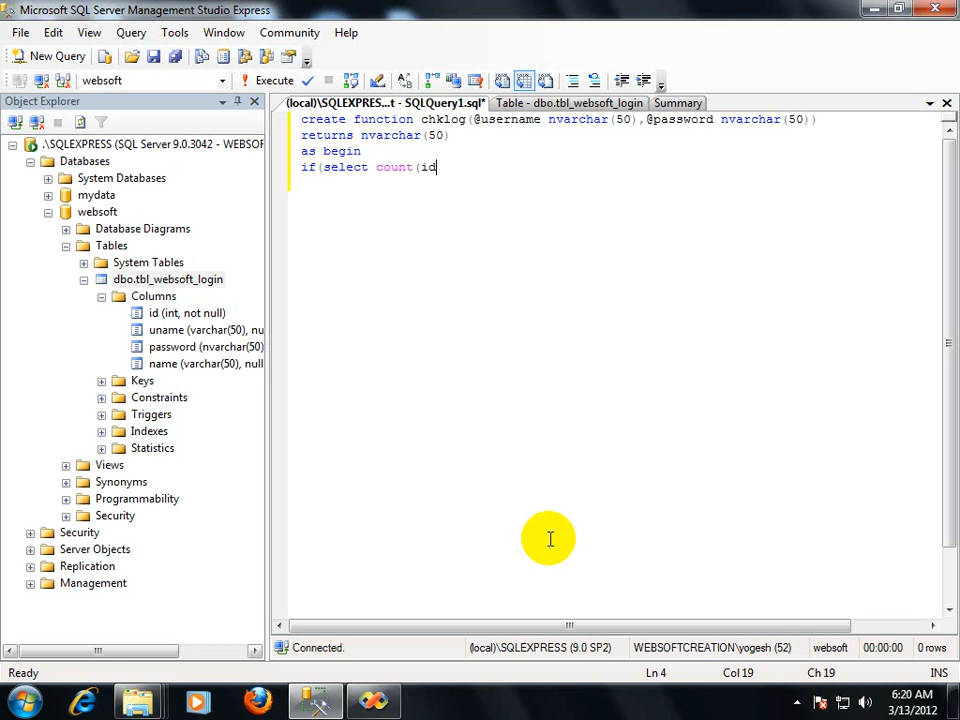 Microsoft SQL Server Management Studio Express
File Edit View Query Tools Window Community Help
New Query
websoft Execute
Object Explorer
(local)\SQLEXPRES...t - SQLQuery1.sql* Table - dbo.tbl_websoft_login Summary
.\SQLEXPRESS (SQL Server 9.0.3042 - WEBSOF
Databases
System Databases
mydata
websoft
Database Diagrams
Tables
System Tables
dbo.tbl_websoft_login
Columns
id (int, not null)
uname (varchar(50), nu
password (nvarchar(50)
name (varchar(50), null
Keys
Constraints
Triggers
Indexes
Statistics
Views
Synonyms
Programmability
Security
Security
Server Objects
Replication
Management
create function chklog(@username nvarchar(50),@password nvarchar(50))
returns nvarchar(50)
as begin
if(select count(id
Connected. (local)\SQLEXPRESS (9.0 SP2) WEBSOFTCREATION\yogesh (52) websoft 00:00:00 0 rows
Ready Ln 4 Col 19 Ch 19 INS
6:20 AM
3/13/2012